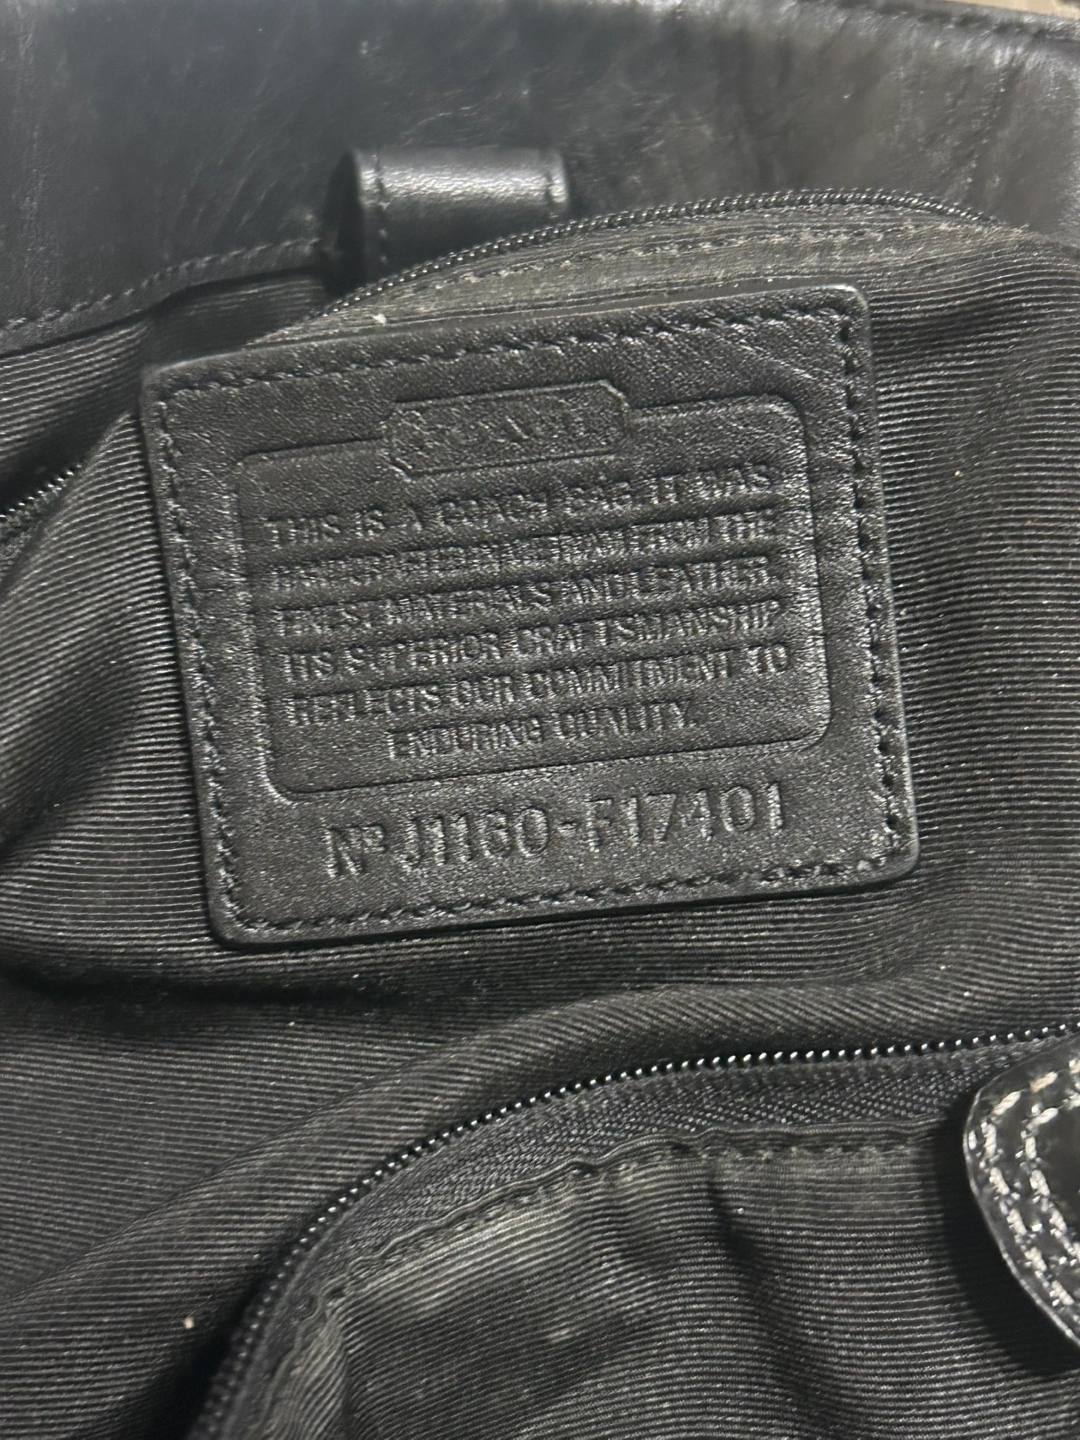 COACH
THIS IS A COACH BAG. IT WAS
HANDCRAFTED IN VIETNAM FROM THE
FINEST MATERIALS AND LEATHER.
ITS SUPERIOR CRAFTSMANSHIP
REFLECTS OUR COMMITMENT TO
ENDURING QUALITY.
Nº J1160-F17401